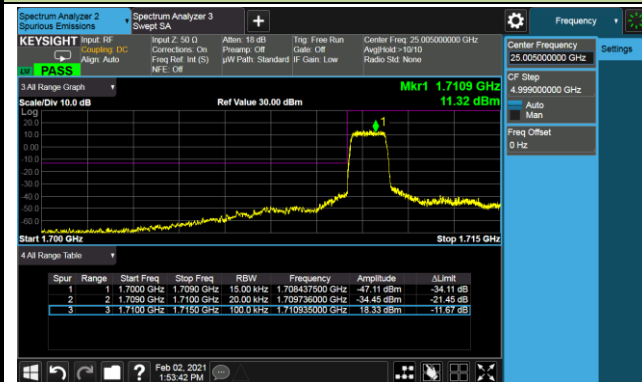 Spectrum Analyzer 2
Spurious Emissions
Spectrum Analyzer 3
Swept SA
Frequency
KEYSIGHT
Input: RF
Coupling: DC
Align: Auto
Input Z: 50 Ω
Corrections: On
Freq Ref: Int (S)
NFE: Off
Atten: 18 dB
Preamp: Off
µW Path: Standard
Trig: Free Run
Gate: Off
IF Gain: Low
Center Freq: 25.005000000 GHz
Avg|Hold:>10/10
Radio Std: None
PASS
Center Frequency
25.005000000 GHz
Settings
CF Step
4.999000000 GHz
Auto
Man
Freq Offset
0 Hz
3 All Range Graph
Mkr1 1.7109 GHz
Scale/Div 10.0 dB
Ref Value 30.00 dBm
11.32 dBm
Log
20.0
10.0
0.00
-10.0
-20.0
-30.0
-40.0
-50.0
-60.0
1
Start 1.700 GHz
Stop 1.715 GHz
4 All Range Table
Spur Range Start Freq Stop Freq RBW Frequency Amplitude ΔLimit
1 1 1.7000 GHz 1.7090 GHz 15.00 kHz 1.708437500 GHz -47.11 dBm -34.11 dB
2 2 1.7090 GHz 1.7100 GHz 20.00 kHz 1.709736000 GHz -34.45 dBm -21.45 dB
3 3 1.7100 GHz 1.7150 GHz 100.0 kHz 1.710935000 GHz 18.33 dBm -11.67 dB
?
Feb 02, 2021
1:53:42 PM